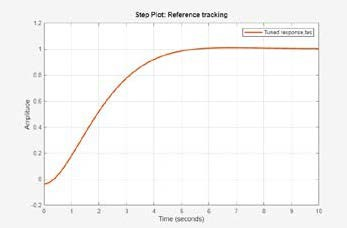 Step Plot: Reference tracking
1.2
Tuned response
1
0.8
0.6
Amplitude
0.4
0.2
0
-0.2
0 1 2 3 4 5 6 7 8 9 10
Time (seconds)